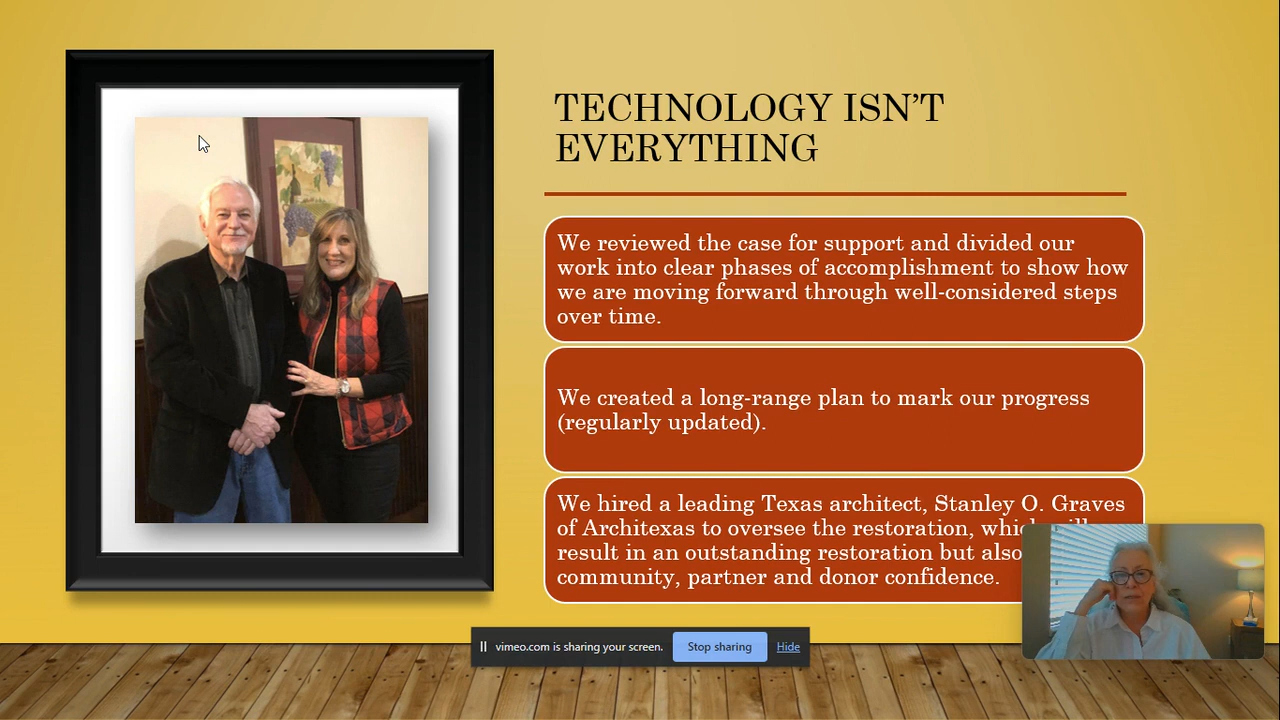 TECHNOLOGY ISN'T
EVERYTHING
We reviewed the case for support and divided our
work into clear phases of accomplishment to show how
we are moving forward through well-considered steps
over time.
We created a long-range plan to mark our progress
(regularly updated).
We hired a leading Texas architect, Stanley O. Graves
of Architexas to oversee the restoration,
result in an outstanding restoration but also
community, partner and donor confidence.
vimeo.com is sharing your screen.
Stop sharing
Hide